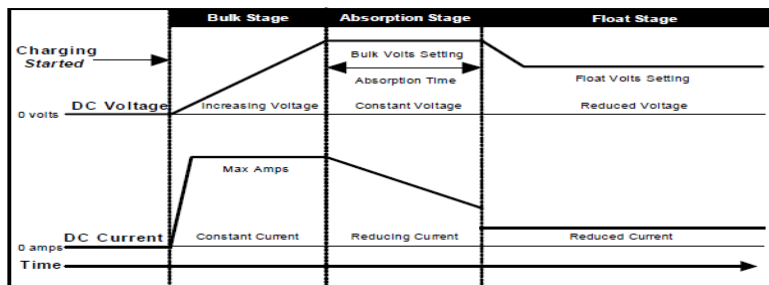 Bulk Stage Absorption Stage Float Stage
Charging
Started
Bulk Volts Setting
Absorption Time
Float Volts Setting
DC Voltage Increasing Voltage Constant Voltage Reduced Voltage
0 volts
Max Amps
DC Current Constant Current Reducing Current Reduced Current
0 amps
Time